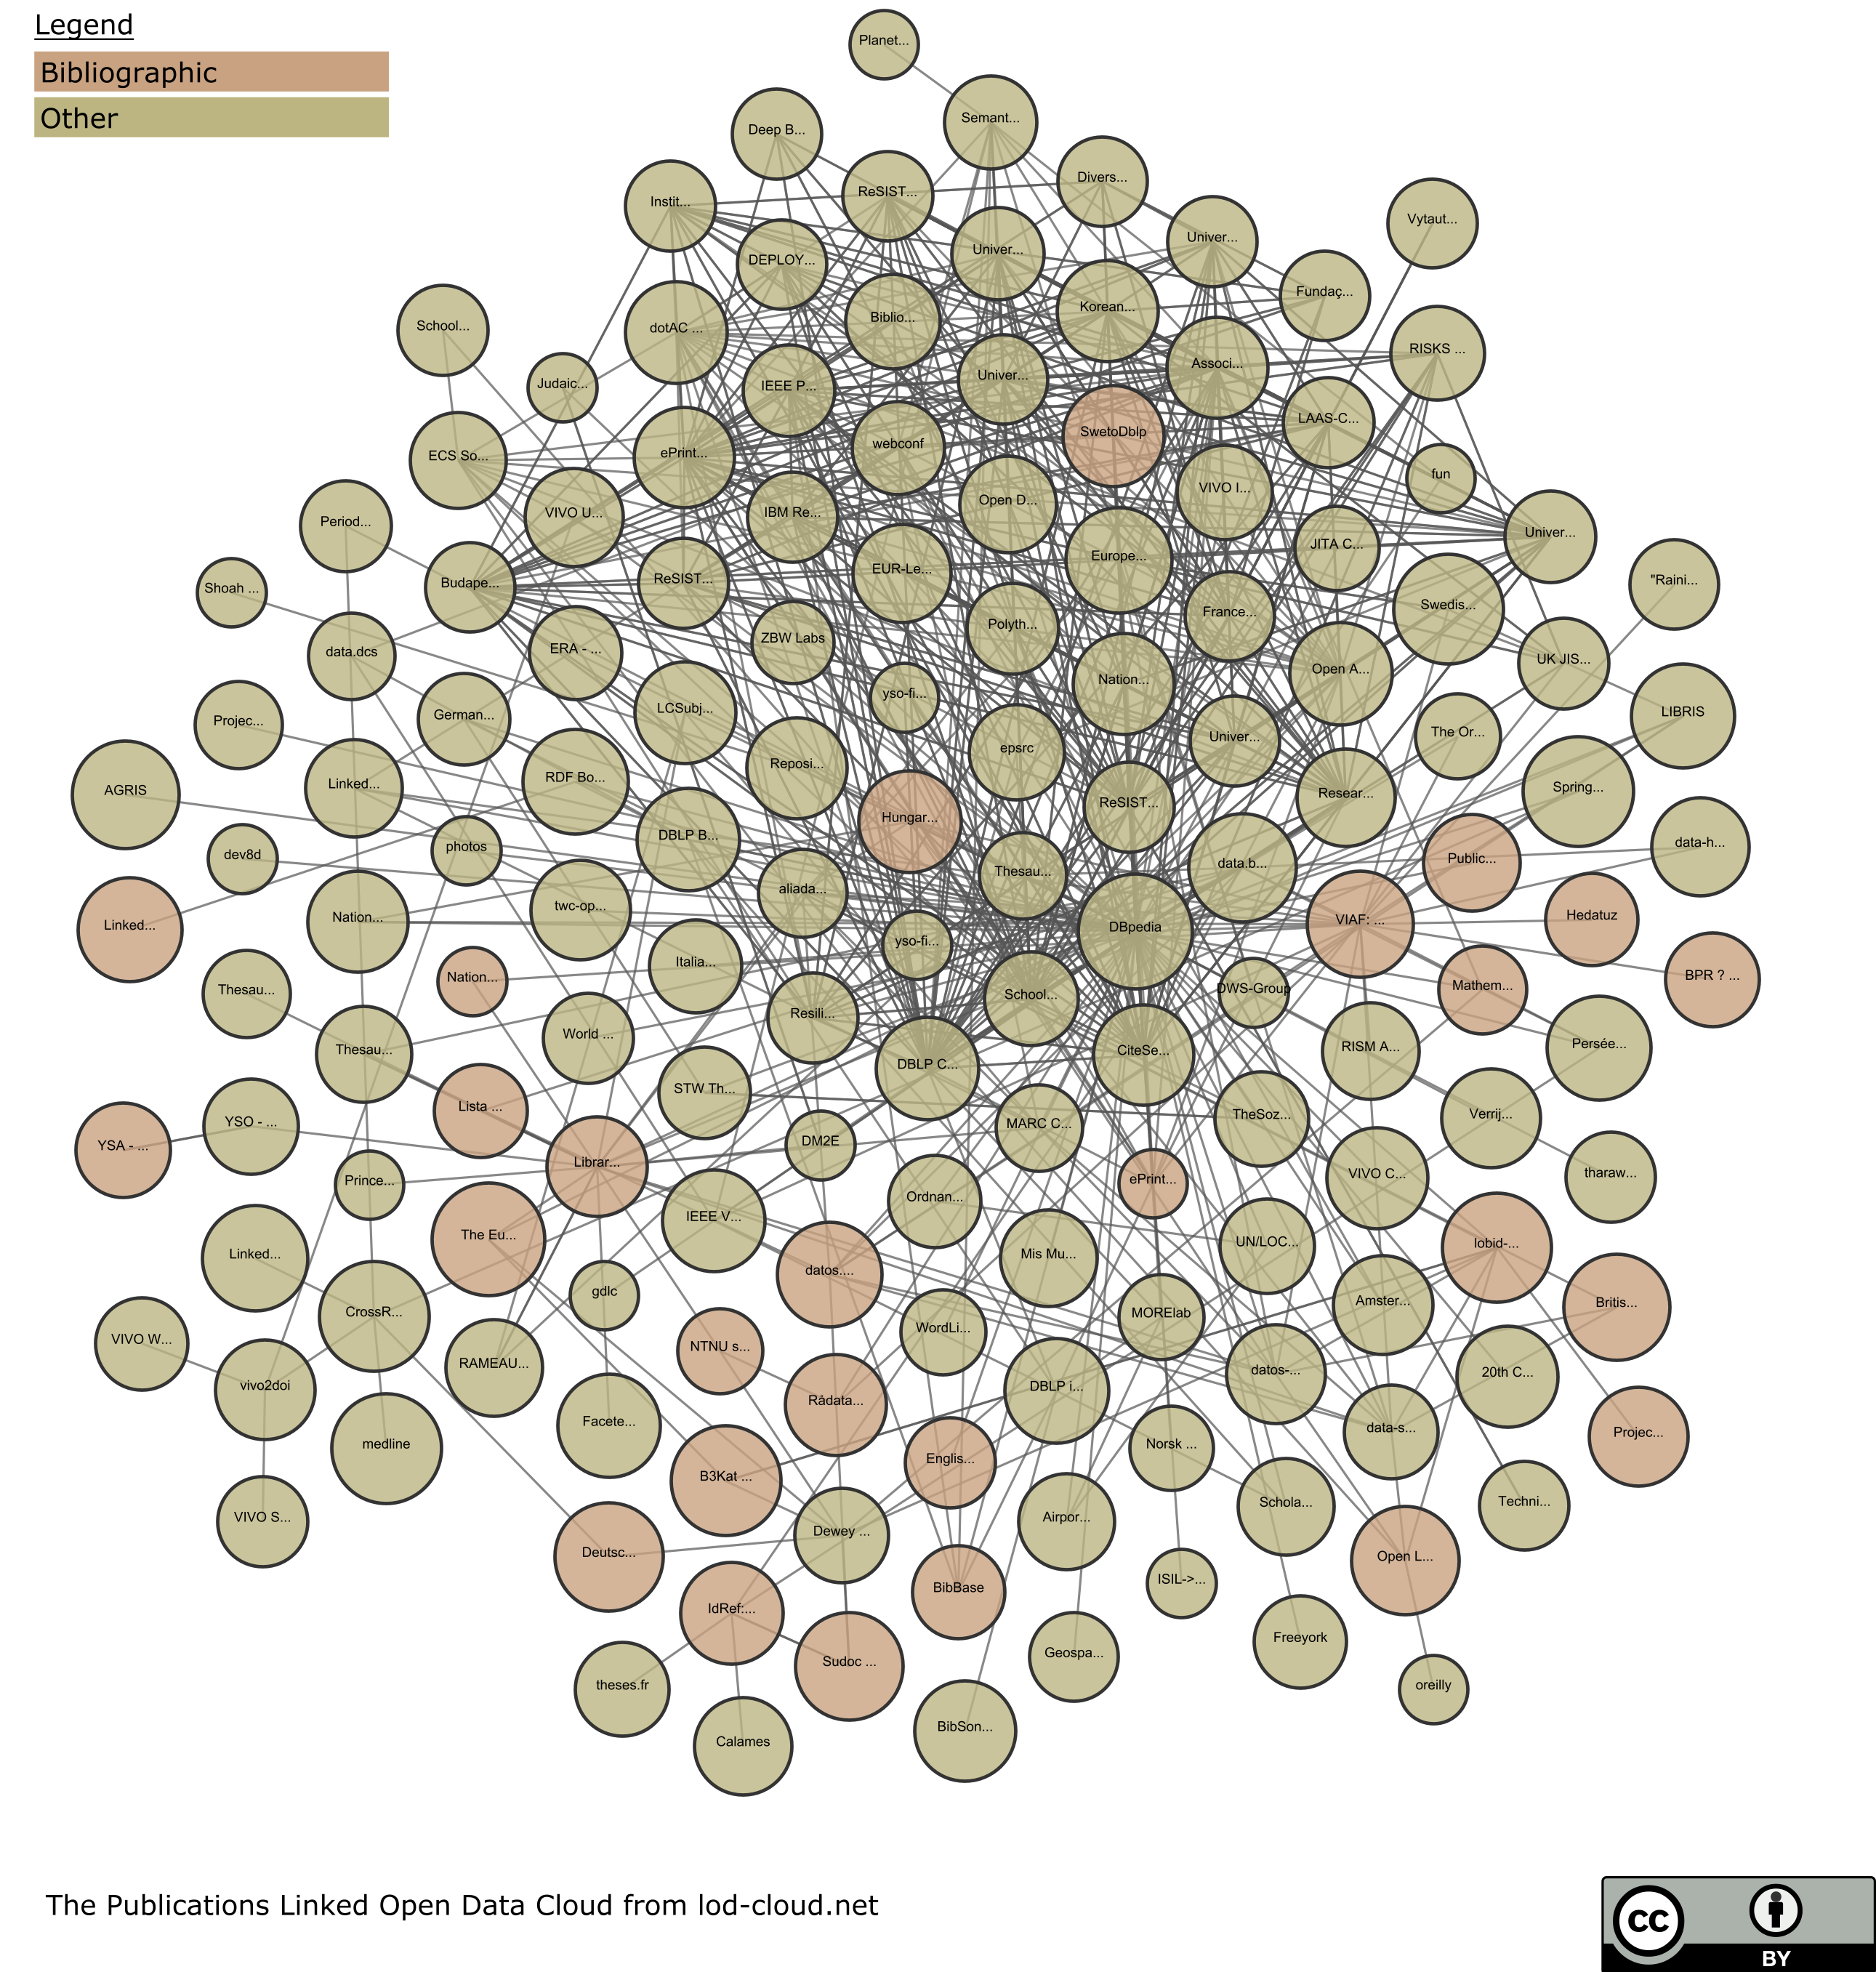 Legend
Bibliographic
Other
Planet...
Semant...
Deep B...
Divers...
ReSIST...
Instit...
Vytaut...
Univer...
Univer...
DEPLOY...
Fundaç...
Korean...
Biblio...
School...
dotAC ...
RISKS ...
Associ...
Univer...
Judaic...
IEEE P...
LAAS-C...
SwetoDblp
webconf
ePrint...
ECS So...
fun
VIVO I...
Open D...
VIVO U...
IBM Re...
Period...
Univer...
JITA C...
Europe...
EUR-Le...
ReSIST...
Budape...
Shoah ...
"Raini...
Swedis...
France...
Polyth...
ZBW Labs
ERA - ...
data.dcs
UK JIS...
Open A...
Nation...
yso-fi...
LCSubj...
German...
Projec...
LIBRIS
The Or...
Univer...
epsrc
Reposi...
RDF Bo...
Linked...
AGRIS
Spring...
Resear...
ReSIST...
Hungar...
DBLP B...
photos
dev8d
data-h...
Public...
data.b...
Thesau...
aliada...
twc-op...
Nation...
Linked...
Hedatuz
VIAF: ...
DBpedia
yso-fi...
Italia...
Nation...
Thesau...
BPR ? ...
Mathem...
DWS-Group
School...
Resili...
World ...
Thesau...
Persée...
RISM A...
CiteSe...
DBLP C...
STW Th...
Lista ...
YSO - ...
YSA - ...
Verrij...
TheSoz...
MARC C...
DM2E
Librar...
Prince...
tharaw...
VIVO C...
ePrint...
Ordnan...
IEEE V...
The Eu...
Linked...
lobid-...
UN/LOC...
Mis Mu...
datos....
gdlc
CrossR...
VIVO W...
Britis...
Amster...
MORElab
WordLi...
NTNU s...
RAMEAU...
vivo2doi
20th C...
datos-...
DBLP i...
Rådata...
Facete...
medline
Projec...
data-s...
Norsk ...
Englis...
B3Kat ...
VIVO S...
Techni...
Schola...
Airpor...
Dewey ...
Deutsc...
Open L...
ISIL->...
BibBase
IdRef:...
Freeyork
Geospa...
Sudoc ...
theses.fr
oreilly
BibSon...
Calames
The Publications Linked Open Data Cloud from lod-cloud.net
cc
BY